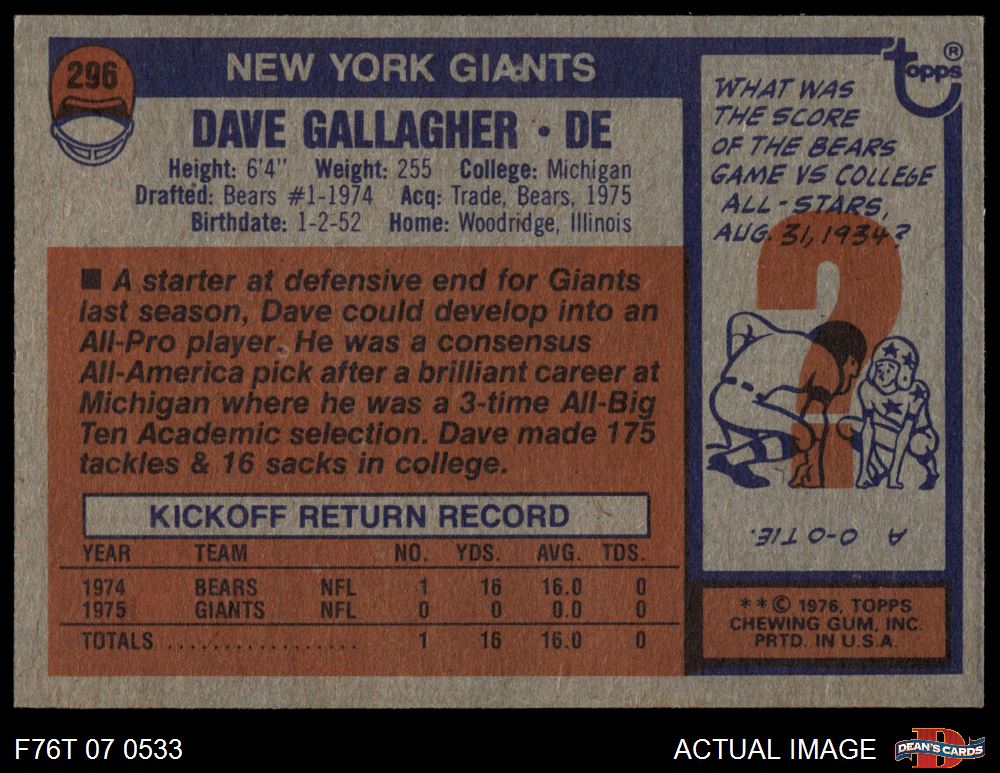 296
NEW YORK GIANTS
DAVE GALLAGHER • DE
Height: 6'4" Weight: 255 College: Michigan
Drafted: Bears #1-1974 Acq: Trade, Bears, 1975
Birthdate: 1-2-52 Home: Woodridge, Illinois
■ A starter at defensive end for Giants
last season, Dave could develop into an
All-Pro player. He was a consensus
All-America pick after a brilliant career at
Michigan where he was a 3-time All-Big
Ten Academic selection. Dave made 175
tackles & 16 sacks in college.
KICKOFF RETURN RECORD
YEAR TEAM NO. YDS. AVG. TDS.
1974 BEARS NFL 1 16 16.0 0
1975 GIANTS NFL 0 0 0.0 0
TOTALS .................. 1 16 16.0 0
topps®
WHAT WAS
THE SCORE
OF THE BEARS
GAME VS COLLEGE
ALL-STARS,
AUG. 31, 1934?
?
A 0-0 TIE.
**© 1976, TOPPS
CHEWING GUM, INC.
PRTD. IN U.S.A.
F76T 07 0533
ACTUAL IMAGE
D
DEAN'S CARDS